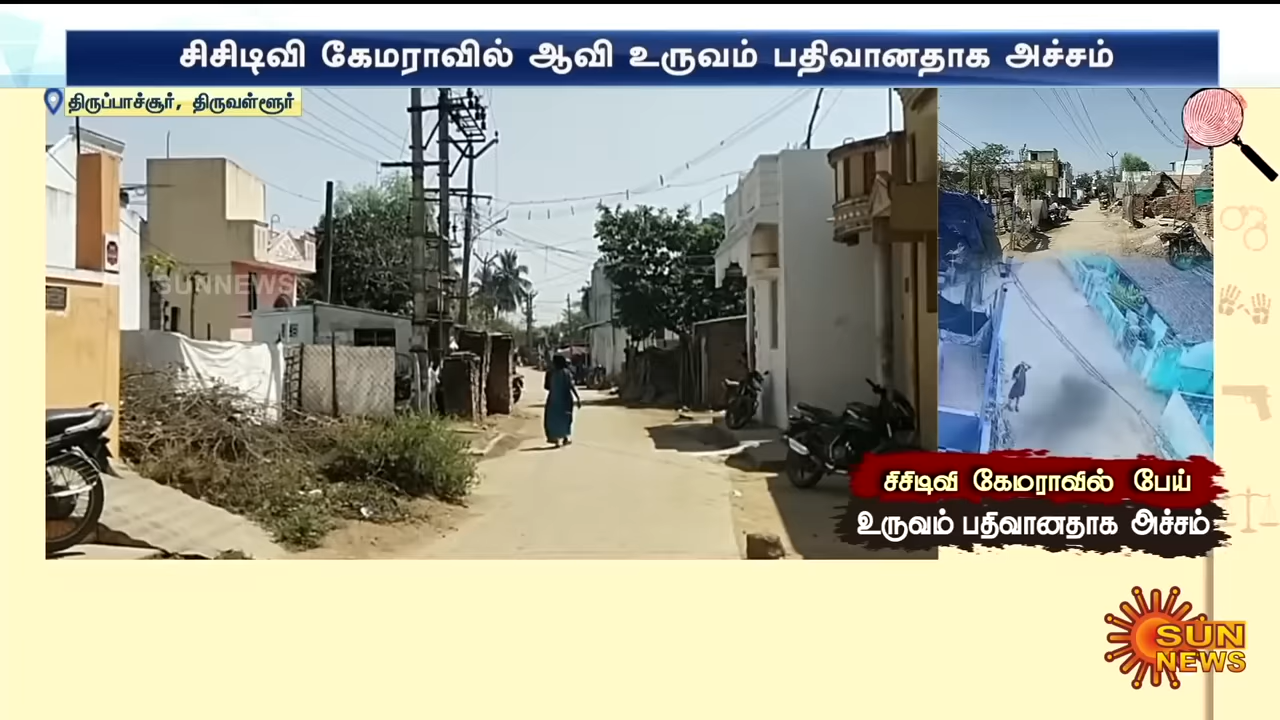 சிசிடிவி கேமராவில் ஆவி உருவம் பதிவானதாக அச்சம்
திருப்பாச்சூர், திருவள்ளூர்
SUNNEWS
சிசிடிவி கேமராவில் பேய்
உருவம் பதிவானதாக அச்சம்
SUN
NEWS